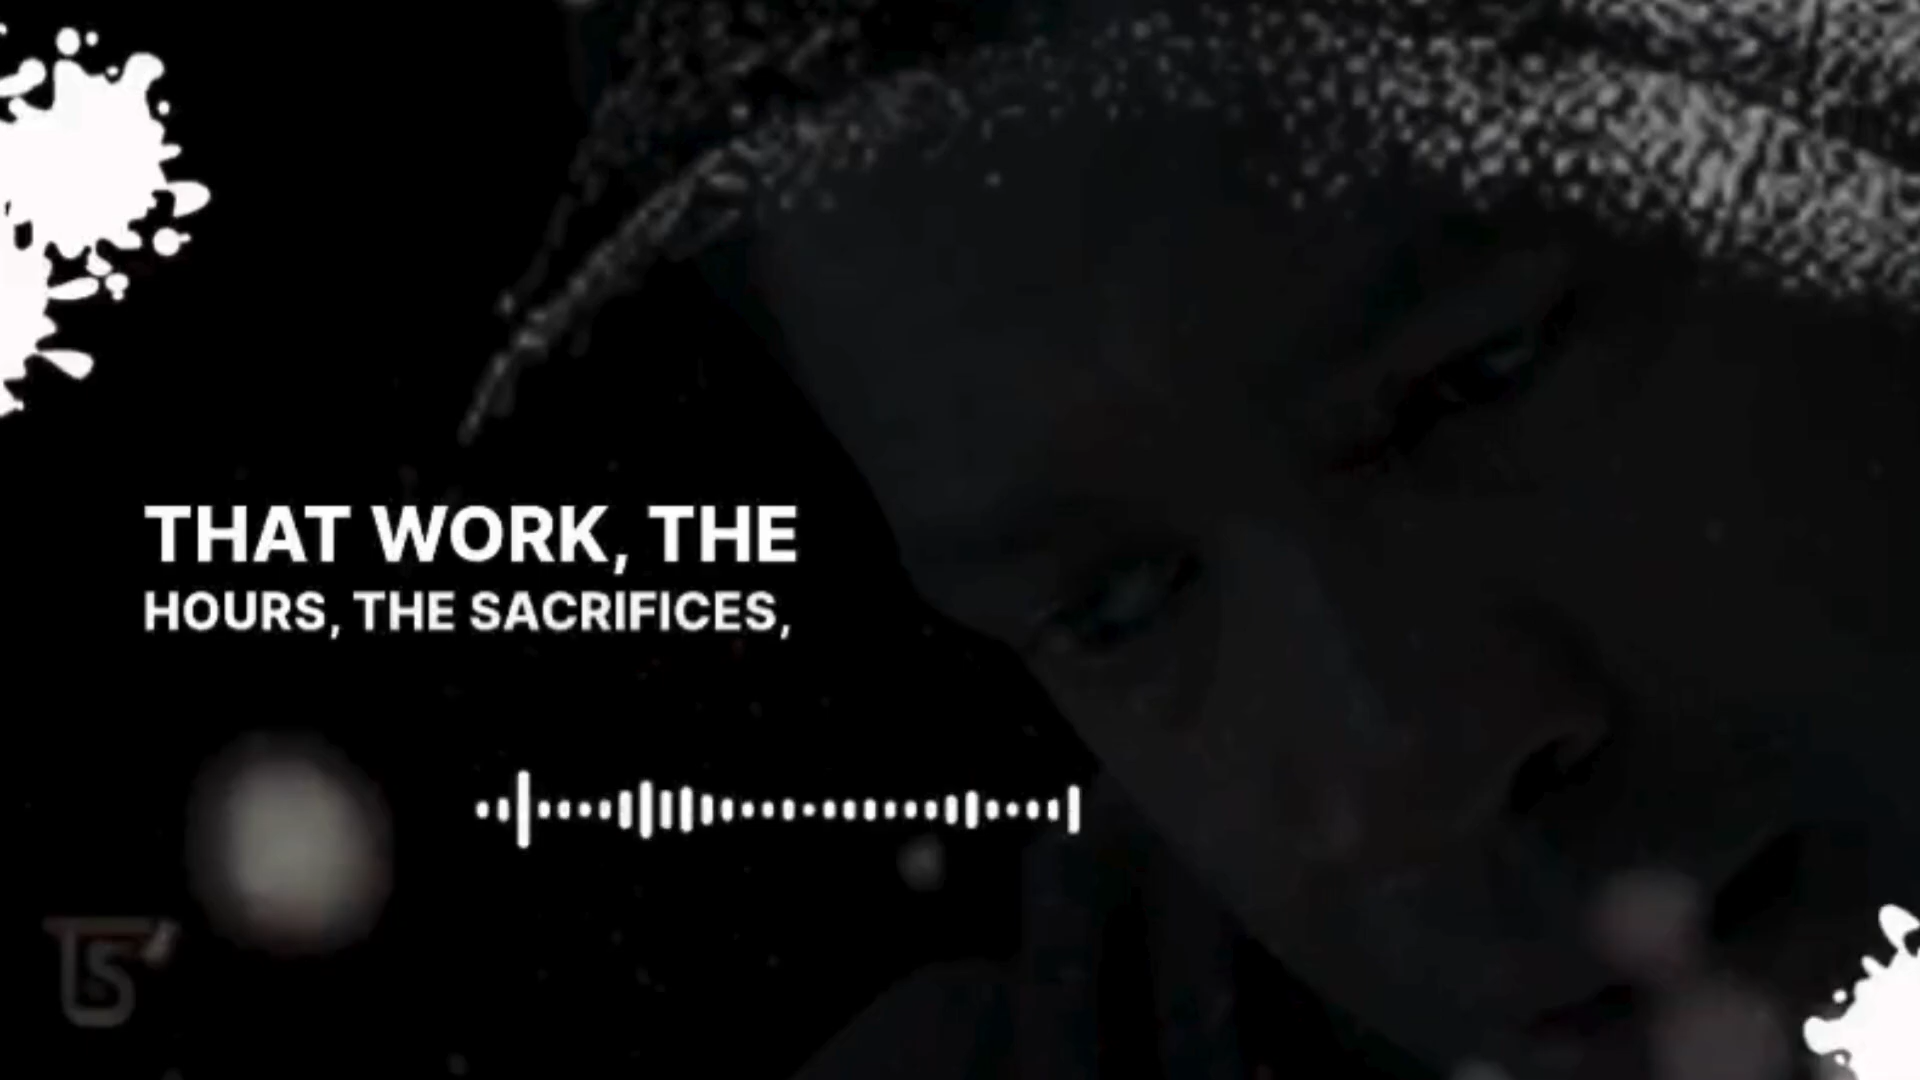 THAT WORK, THE
HOURS, THE SACRIFICES,